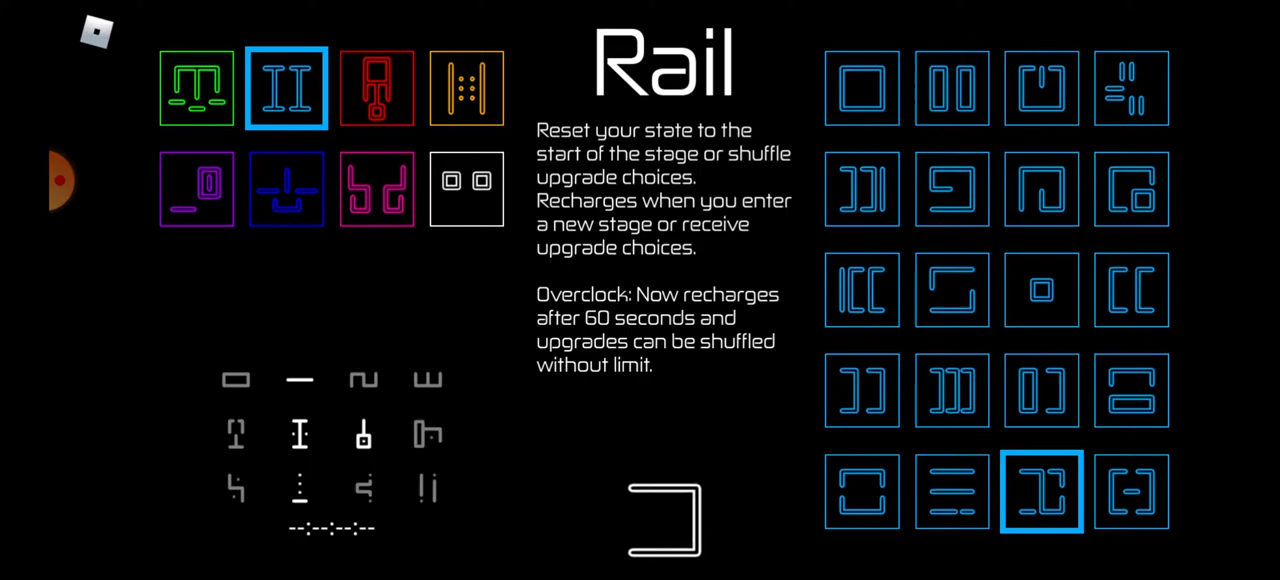 Rail
Reset your state to the
start of the stage or shuffle
upgrade choices.
Recharges when you enter
a new stage or receive
upgrade choices.
Overclock: Now recharges
after 60 seconds and
upgrades can be shuffled
without limit.
--:--:--:--